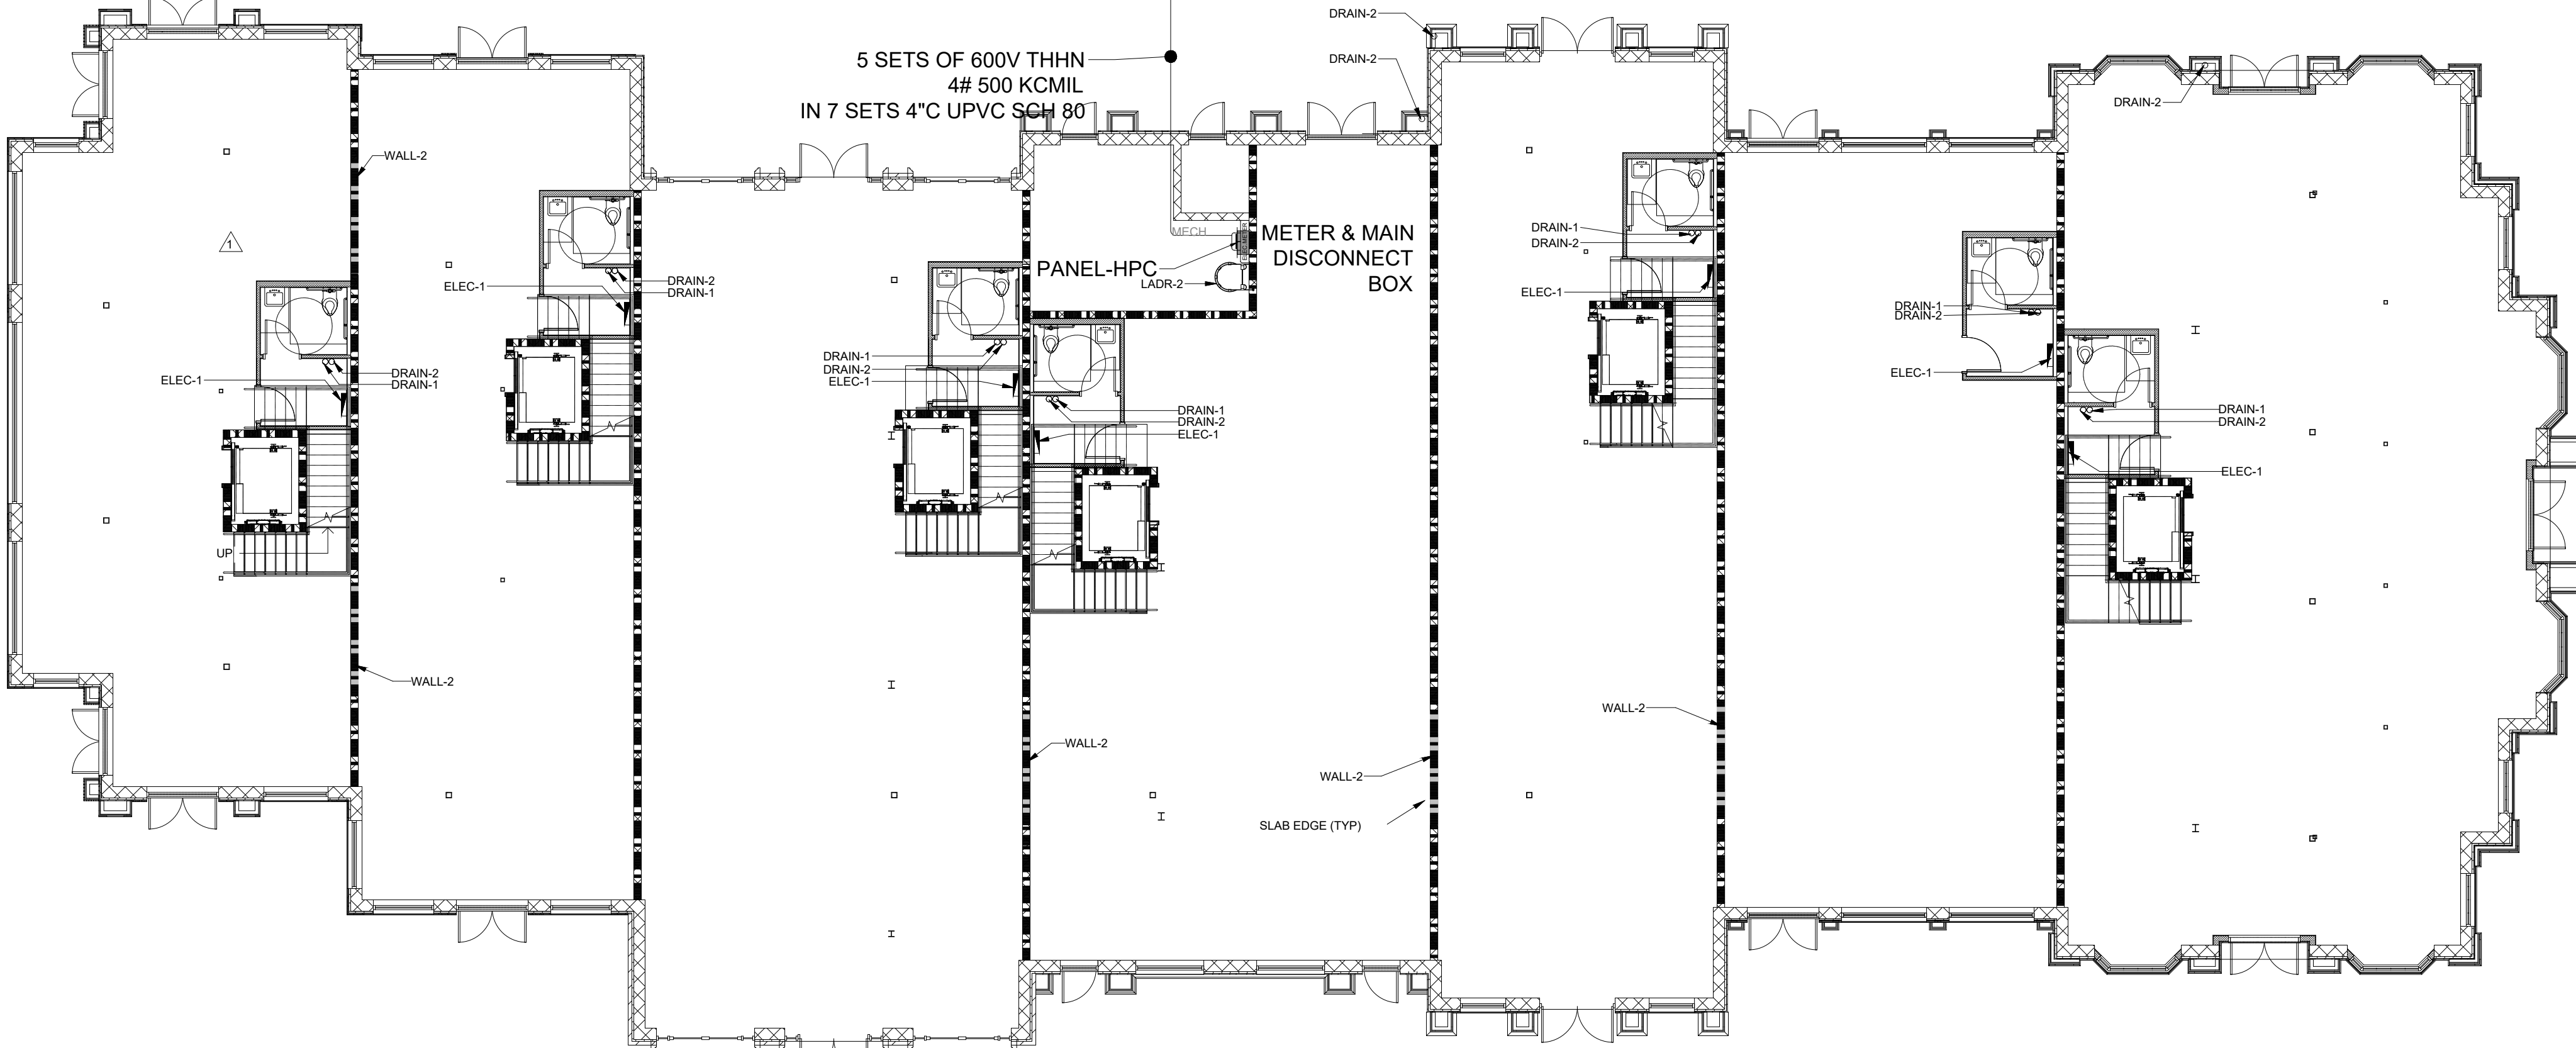 DRAIN-2
5 SETS OF 600V THHN
4# 500 KCMIL
IN 7 SETS 4"C UPVC SCH 80
DRAIN-2
DRAIN-2
WALL-2
1
MECH
ELEC METER
METER & MAIN
DISCONNECT
BOX
PANEL-HPC
LADR-2
DRAIN-1
DRAIN-2
ELEC-1
DRAIN-2
DRAIN-1
ELEC-1
DRAIN-1
DRAIN-2
ELEC-1
DRAIN-1
DRAIN-2
ELEC-1
DRAIN-2
DRAIN-1
ELEC-1
DRAIN-1
DRAIN-2
ELEC-1
DRAIN-1
DRAIN-2
ELEC-1
UP
WALL-2
WALL-2
WALL-2
WALL-2
SLAB EDGE (TYP)